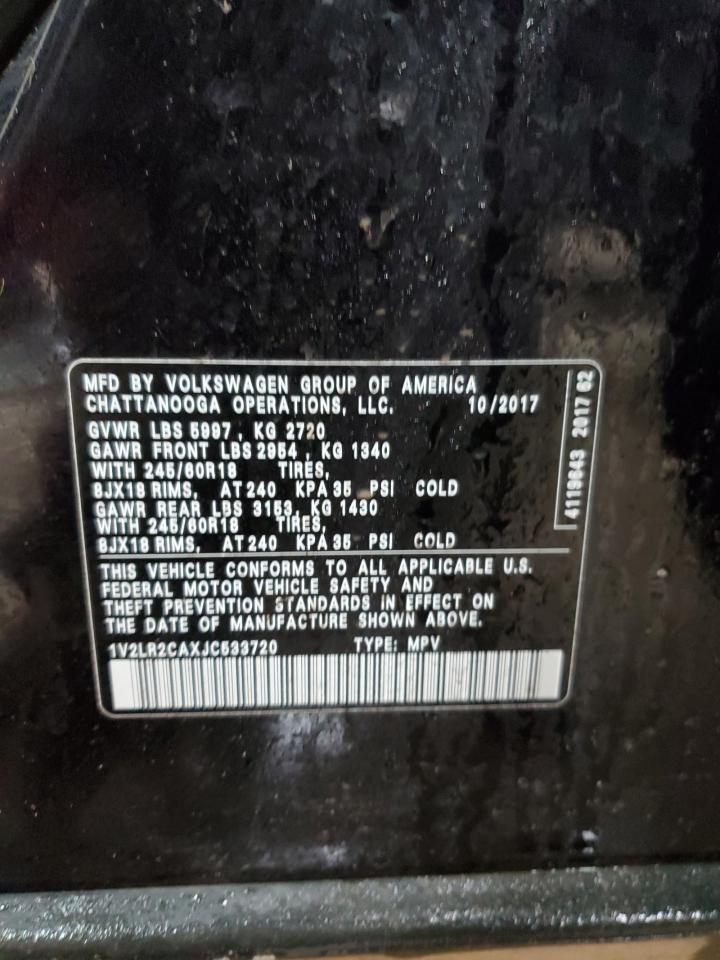 MFD BY VOLKSWAGEN GROUP OF AMERICA
CHATTANOOGA OPERATIONS, LLC. 10/2017
GVWR LBS 5997 , KG 2720
GAWR FRONT LBS 2954 , KG 1340
WITH 245/60R18 TIRES,
8JX18 RIMS, AT 240 KPA 35 PSI COLD
GAWR REAR LBS 3153, KG 1430
WITH 245/60R18 TIRES,
8JX18 RIMS, AT 240 KPA 35 PSI COLD
THIS VEHICLE CONFORMS TO ALL APPLICABLE U.S.
FEDERAL MOTOR VEHICLE SAFETY AND
THEFT PREVENTION STANDARDS IN EFFECT ON
THE DATE OF MANUFACTURE SHOWN ABOVE.
1V2LR2CAXJC533720 TYPE: MPV
4119643 2017 62